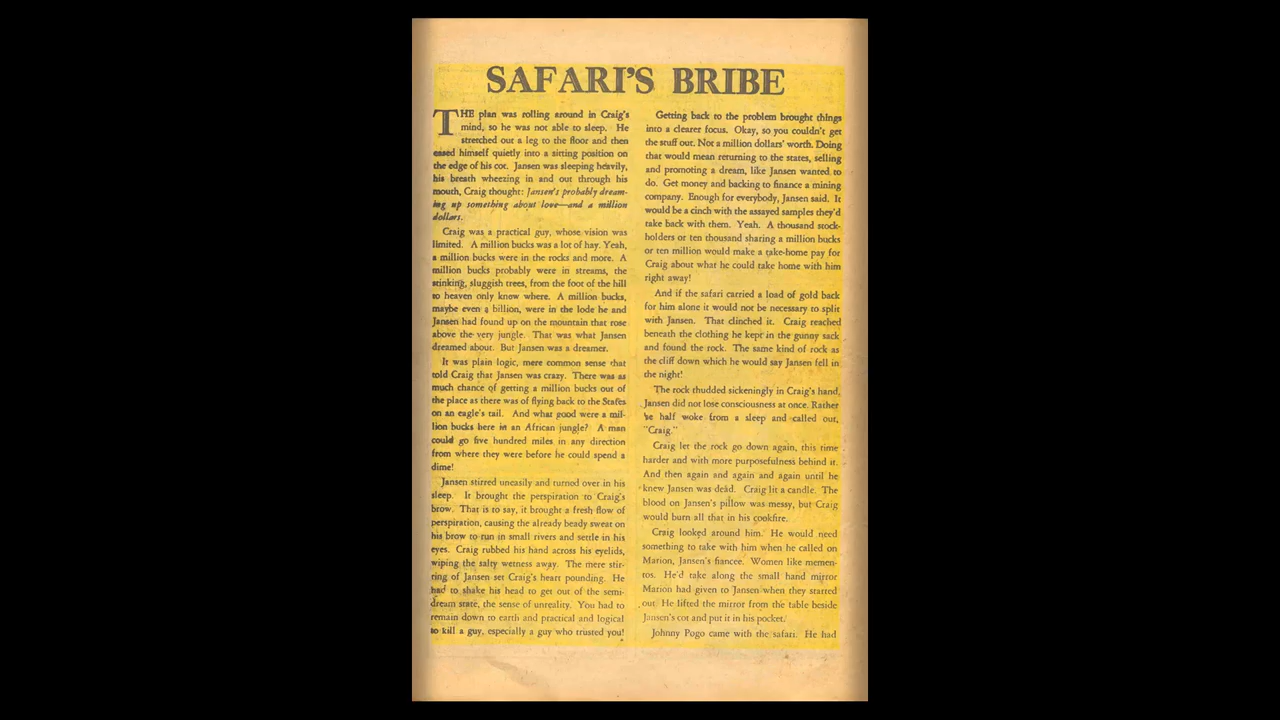 SAFARI'S BRIBE
THE plan was rolling around in Craig's
mind, so he was not able to sleep. He
stretched out a leg to the floor and then
eased himself quietly into a sitting position on
the edge of his cot. Jansen was sleeping heavily,
his breath wheezing in and out through his
mouth, Craig thought: Jansen's probably dream-
ing up something about love—and a million
dollars.
Craig was a practical guy, whose vision was
limited. A million bucks was a lot of hay. Yeah,
a million bucks were in the rocks and more. A
million bucks probably were in streams, the
stinking, sluggish trees, from the foot of the hill
to heaven only knew where. A million bucks,
maybe even a billion, were in the lode he and
Jansen had found up on the mountain that rose
above the very jungle. That was what Jansen
dreamed about. But Jansen was a dreamer.
It was plain logic, mere common sense that
told Craig that Jansen was crazy. There was as
much chance of getting a million bucks out of
the place as there was of flying back to the States
on an eagle's tail. And what good were a mil-
lion bucks here in an African jungle? A man
could go five hundred miles in any direction
from where they were before he could spend a
dime!
Jansen stirred uneasily and turned over in his
sleep. It brought the perspiration to Craig's
brow. That is to say, it brought a fresh flow of
perspiration, causing the already beady sweat on
his brow to run in small rivers and settle in his
eyes. Craig rubbed his hand across his eyelids,
wiping the salty wetness away. The mere stir-
ring of Jansen set Craig's heart pounding. He
had to shake his head to get out of the semi-
dream state, the sense of unreality. You had to
remain down to earth and practical and logical
to kill a guy, especially a guy who trusted you!
Getting back to the problem brought things
into a clearer focus. Okay, so you couldn't get
the stuff out. Not a million dollars' worth. Doing
that would mean returning to the states, selling
and promoting a dream, like Jansen wanted to
do. Get money and backing to finance a mining
company. Enough for everybody, Jansen said. It
would be a cinch with the assayed samples they'd
take back with them. Yeah. A thousand stock-
holders or ten thousand sharing a million bucks
or ten million would make a take-home pay for
Craig about what he could take home with him
right away!
And if the safari carried a load of gold back
for him alone it would not be necessary to split
with Jansen. That clinched it. Craig reached
beneath the clothing he kept in the gunny sack
and found the rock. The same kind of rock as
the cliff down which he would say Jansen fell in
the night!
The rock thudded sickeningly in Craig's hand,
Jansen did not lose consciousness at once. Rather
he half woke from a sleep and called out,
"Craig."
Craig let the rock go down again, this time
harder and with more purposefulness behind it.
And then again and again and again until he
knew Jansen was dead. Craig lit a candle. The
blood on Jansen's pillow was messy, but Craig
would burn all that in his cookfire.
Craig looked around him. He would need
something to take with him when he called on
Marion, Jansen's fiancee. Women like memen-
tos. He'd take along the small hand mirror
Marion had given to Jansen when they started
out. He lifted the mirror from the table beside
Jansen's cot and put it in his pocket.
Johnny Pogo came with the safari. He had